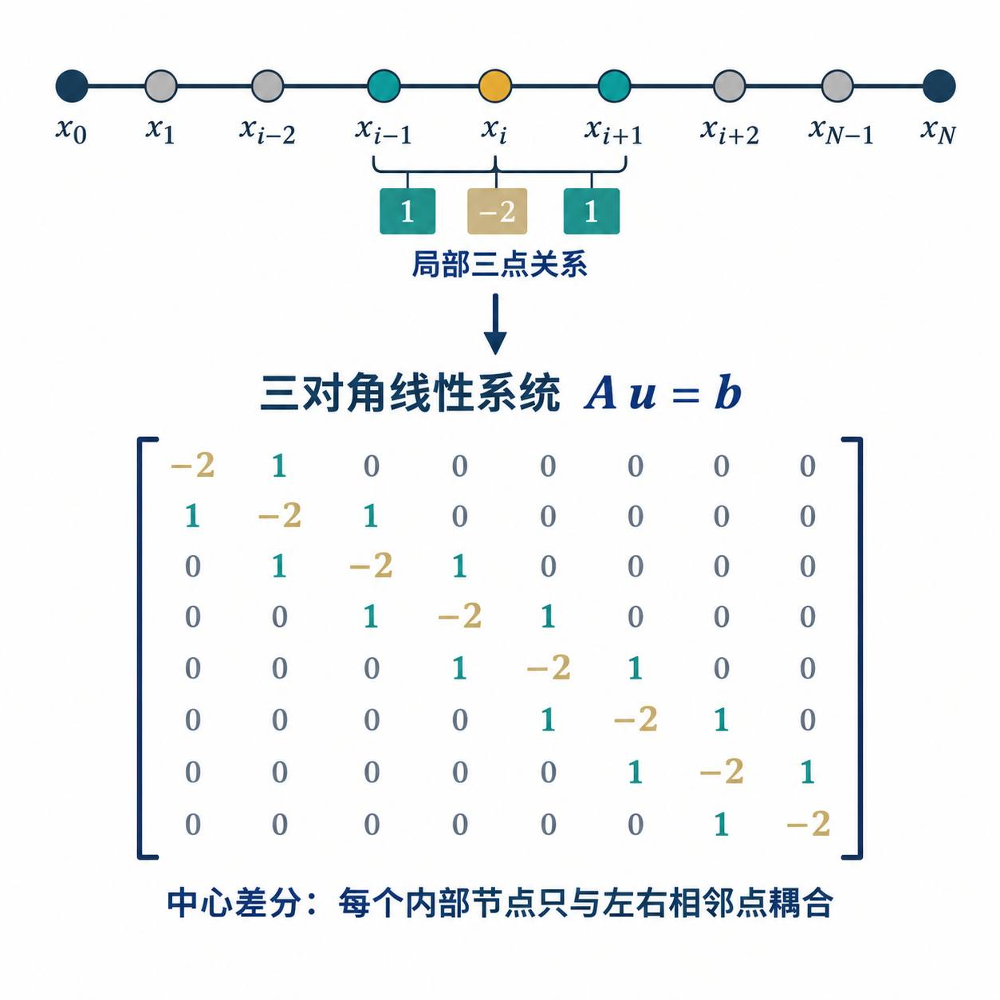 x₀ x₁ xᵢ₋₂ xᵢ₋₁ xᵢ xᵢ₊₁ xᵢ₊₂ x_{N−1} x_N
1 −2 1
局部三点关系
三对角线性系统 A u = b
−2 1 0 0 0 0 0 0
1 −2 1 0 0 0 0 0
0 1 −2 1 0 0 0 0
0 0 1 −2 1 0 0 0
0 0 0 1 −2 1 0 0
0 0 0 0 1 −2 1 0
0 0 0 0 0 1 −2 1
0 0 0 0 0 0 1 −2
中心差分：每个内部节点只与左右相邻点耦合